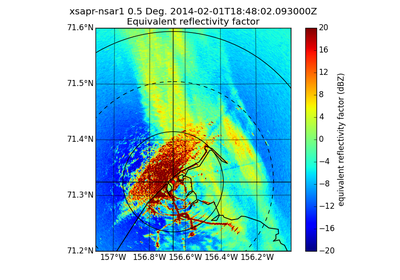 xsapr-nsar1 0.5 Deg. 2014-02-01T18:48:02.093000Z
Equivalent reflectivity factor
71.6°N
71.5°N
71.4°N
71.3°N
71.2°N
157°W 156.8°W 156.6°W 156.4°W 156.2°W
20
16
12
8
4
0
−4
−8
−12
−16
−20
equivalent reflectivity factor (dBZ)